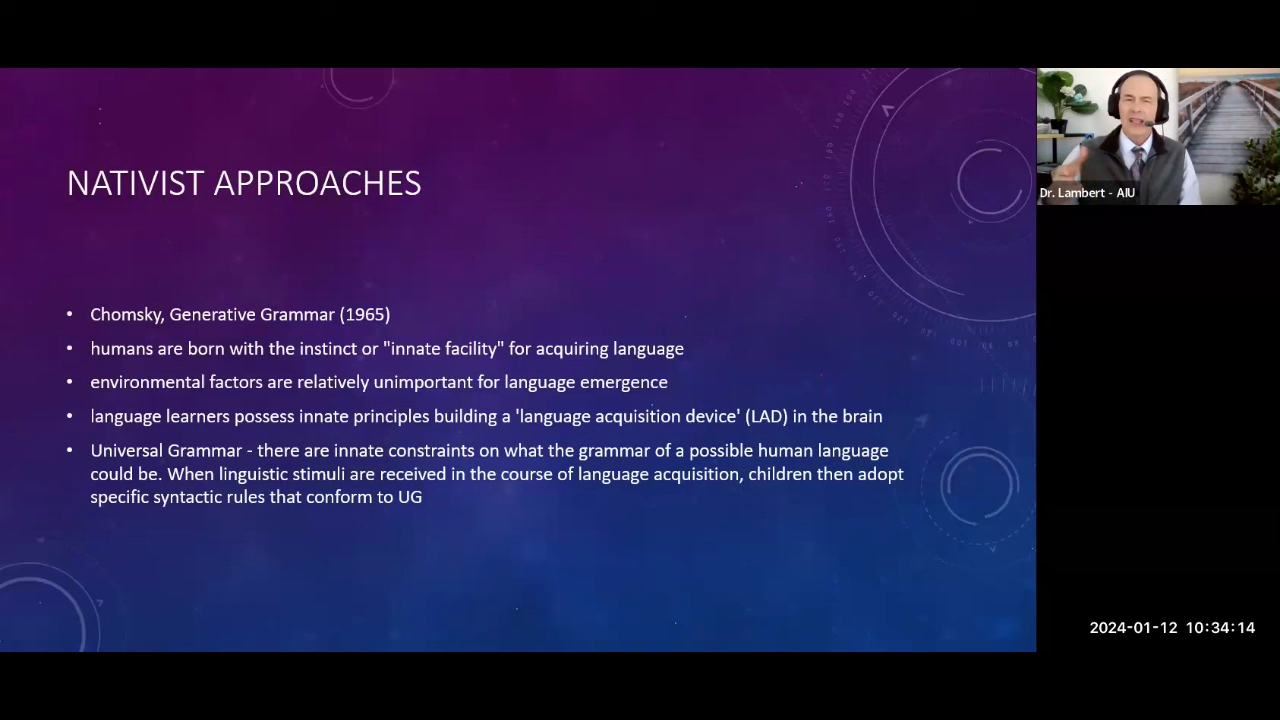 NATIVIST APPROACHES
• Chomsky, Generative Grammar (1965)
• humans are born with the instinct or "innate facility" for acquiring language
• environmental factors are relatively unimportant for language emergence
• language learners possess innate principles building a 'language acquisition device' (LAD) in the brain
• Universal Grammar - there are innate constraints on what the grammar of a possible human language
could be. When linguistic stimuli are received in the course of language acquisition, children then adopt
specific syntactic rules that conform to UG
Dr. Lambert - AIU
2024-01-12 10:34:14